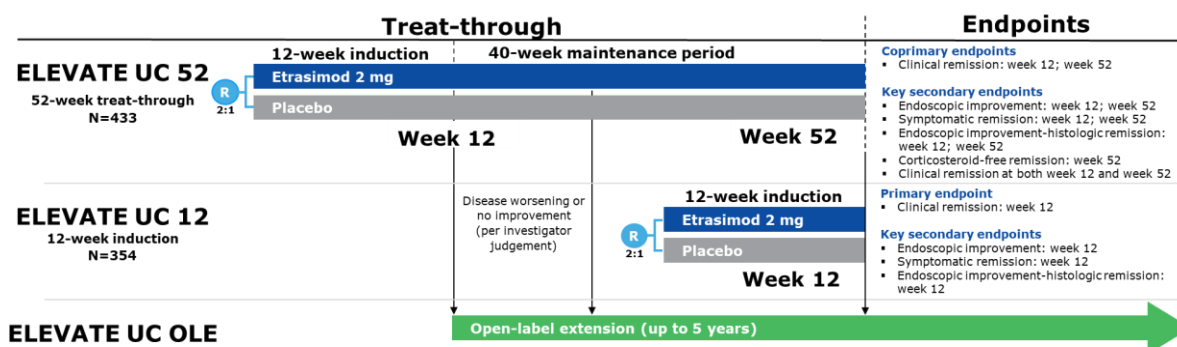 Treat-through
Endpoints
12-week induction
40-week maintenance period
ELEVATE UC 52
52-week treat-through
N=433
R
2:1
Etrasimod 2 mg
Placebo
Week 12
Week 52
Coprimary endpoints
▪ Clinical remission: week 12; week 52
Key secondary endpoints
▪ Endoscopic improvement: week 12; week 52
▪ Symptomatic remission: week 12; week 52
▪ Endoscopic improvement-histologic remission:
week 12; week 52
▪ Corticosteroid-free remission: week 52
▪ Clinical remission at both week 12 and week 52
ELEVATE UC 12
12-week induction
N=354
Disease worsening or
no improvement
(per investigator
judgement)
12-week induction
R
2:1
Etrasimod 2 mg
Placebo
Week 12
Primary endpoint
▪ Clinical remission: week 12
Key secondary endpoints
▪ Endoscopic improvement: week 12
▪ Symptomatic remission: week 12
▪ Endoscopic improvement-histologic remission:
week 12
ELEVATE UC OLE
Open-label extension (up to 5 years)